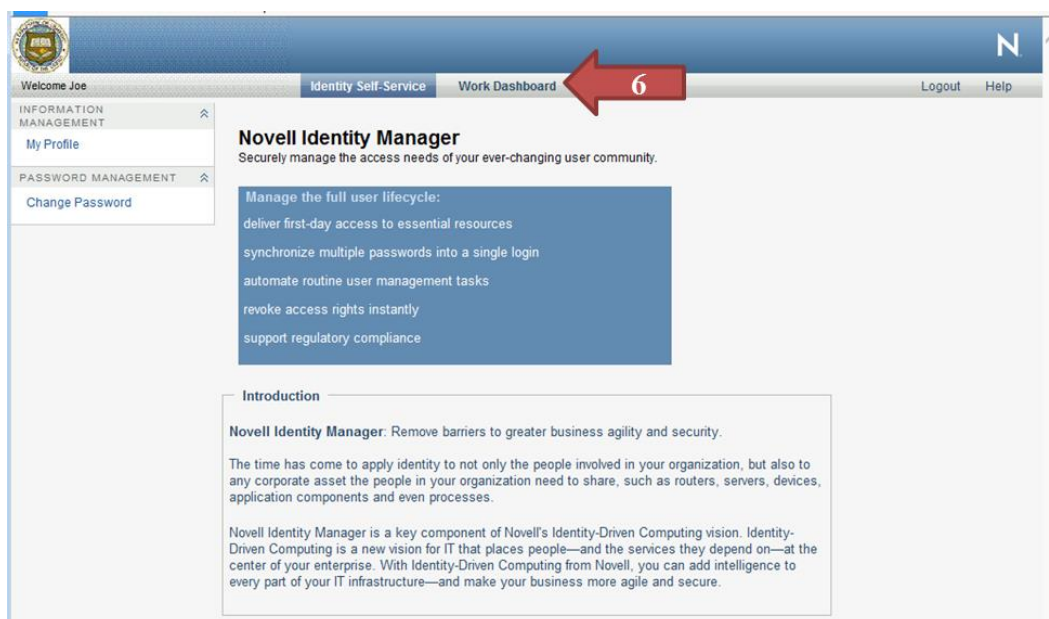 N
Welcome Joe
Identity Self-Service
Work Dashboard
6
Logout
Help
INFORMATION
MANAGEMENT
My Profile
PASSWORD MANAGEMENT
Change Password
Novell Identity Manager
Securely manage the access needs of your ever-changing user community.
Manage the full user lifecycle:
deliver first-day access to essential resources
synchronize multiple passwords into a single login
automate routine user management tasks
revoke access rights instantly
support regulatory compliance
Introduction
Novell Identity Manager: Remove barriers to greater business agility and security.
The time has come to apply identity to not only the people involved in your organization, but also to
any corporate asset the people in your organization need to share, such as routers, servers, devices,
application components and even processes.
Novell Identity Manager is a key component of Novell's Identity-Driven Computing vision. Identity-
Driven Computing is a new vision for IT that places people—and the services they depend on—at the
center of your enterprise. With Identity-Driven Computing from Novell, you can add intelligence to
every part of your IT infrastructure—and make your business more agile and secure.